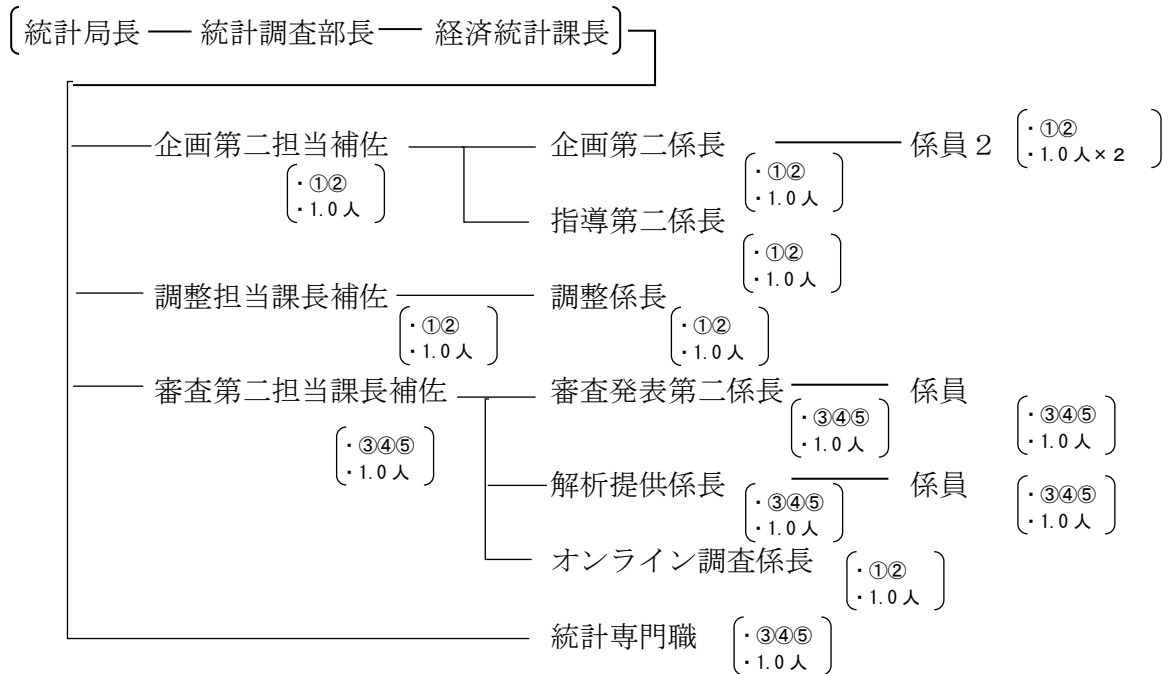 統計局長 統計調査部長 経済統計課長
企画第二担当補佐 企画第二係長 係員2
・①②
・1.0人×2
・①②
・1.0人
・①②
・1.0人
指導第二係長
・①②
・1.0人
調整担当課長補佐 調整係長
・①②
・1.0人
・①②
・1.0人
審査第二担当課長補佐 審査発表第二係長 係員
・③④⑤
・1.0人
・③④⑤
・1.0人
・③④⑤
・1.0人
解析提供係長 係員
・③④⑤
・1.0人
・③④⑤
・1.0人
オンライン調査係長
・①②
・1.0人
統計専門職
・③④⑤
・1.0人